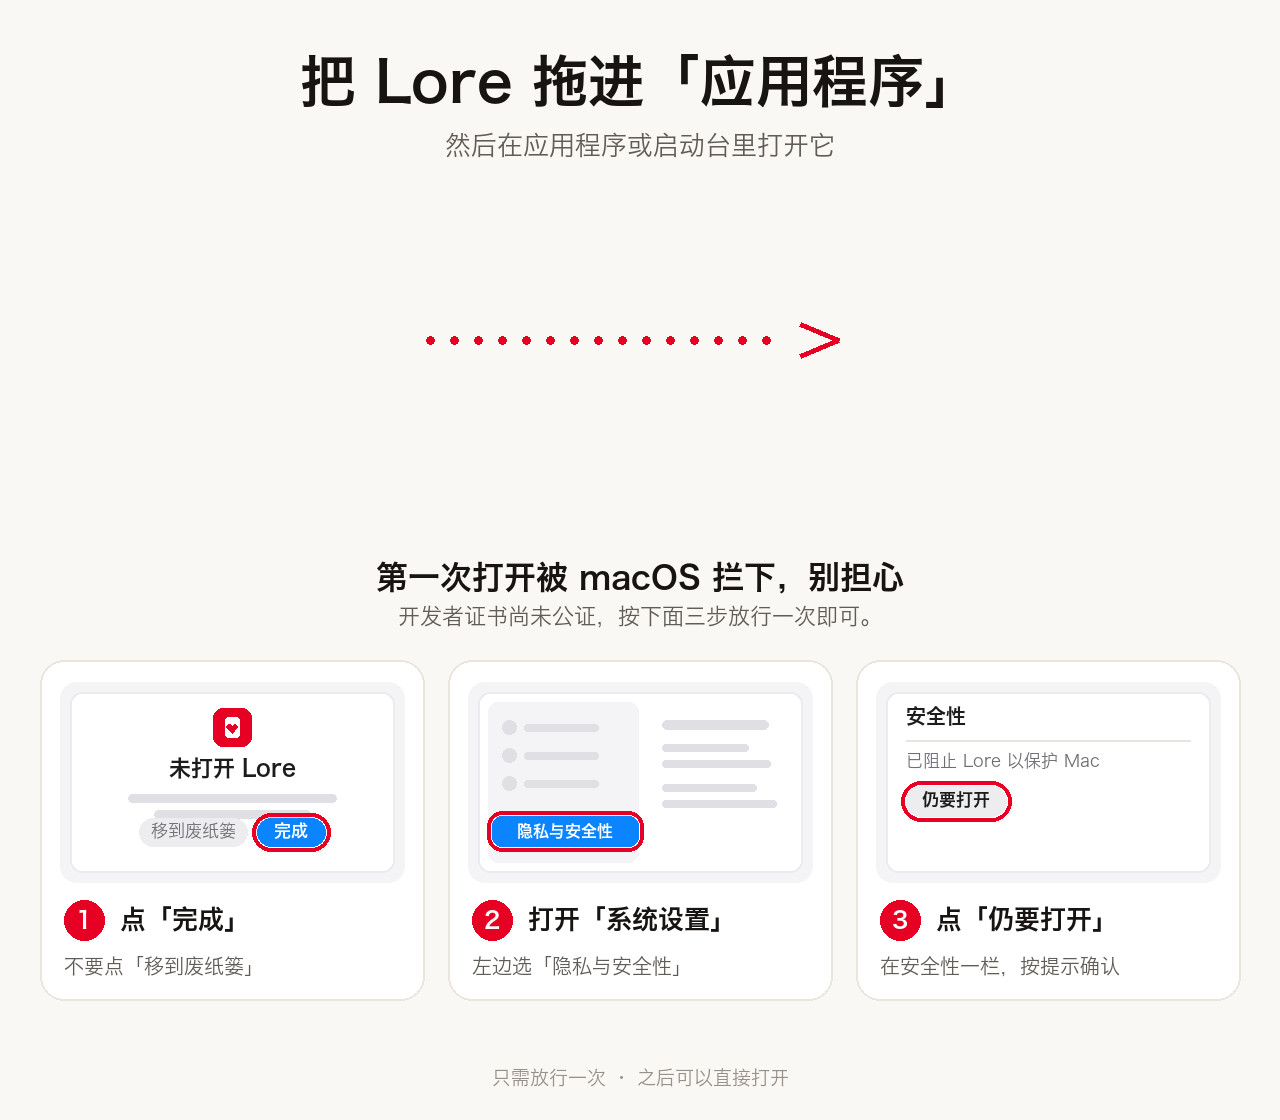 把 Lore 拖进「应用程序」
然后在应用程序或启动台里打开它
第一次打开被 macOS 拦下，别担心
开发者证书尚未公证，按下面三步放行一次即可。
未打开 Lore
移到废纸篓
完成
1 点「完成」
不要点「移到废纸篓」
隐私与安全性
2 打开「系统设置」
左边选「隐私与安全性」
安全性
已阻止 Lore 以保护 Mac
仍要打开
3 点「仍要打开」
在安全性一栏，按提示确认
只需放行一次 · 之后可以直接打开